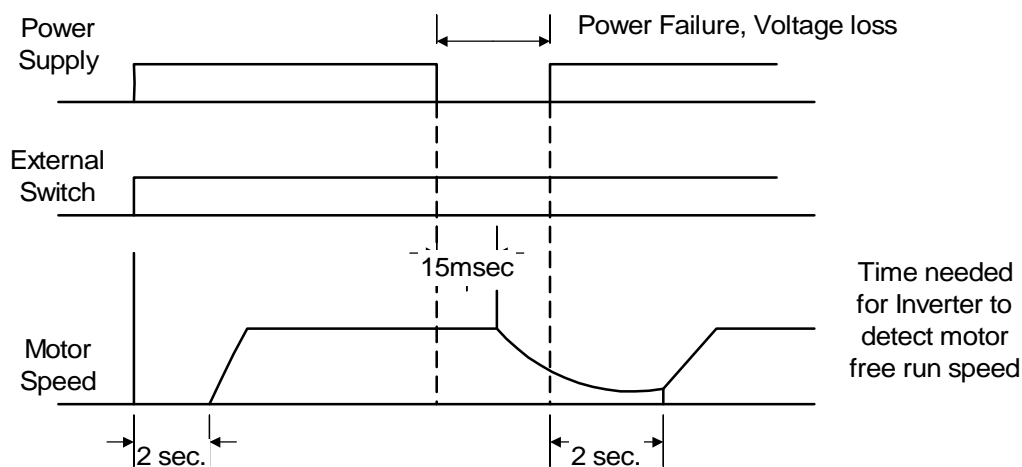 Power
Supply
Power Failure, Voltage loss
External
Switch
15msec
Time needed
for Inverter to
detect motor
free run speed
Motor
Speed
2 sec.
2 sec.